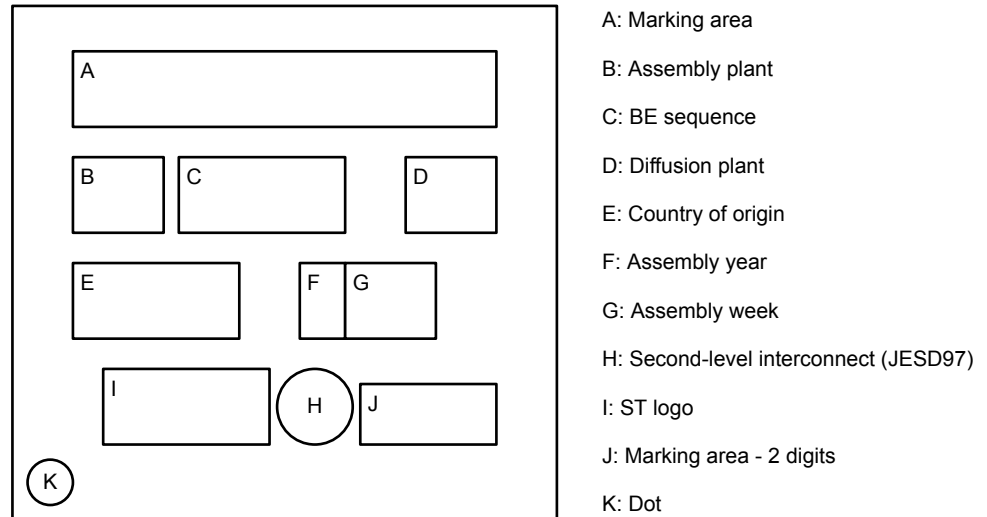 A
B
C
D
E
F
G
I
H
J
K
A: Marking area
B: Assembly plant
C: BE sequence
D: Diffusion plant
E: Country of origin
F: Assembly year
G: Assembly week
H: Second-level interconnect (JESD97)
I: ST logo
J: Marking area - 2 digits
K: Dot